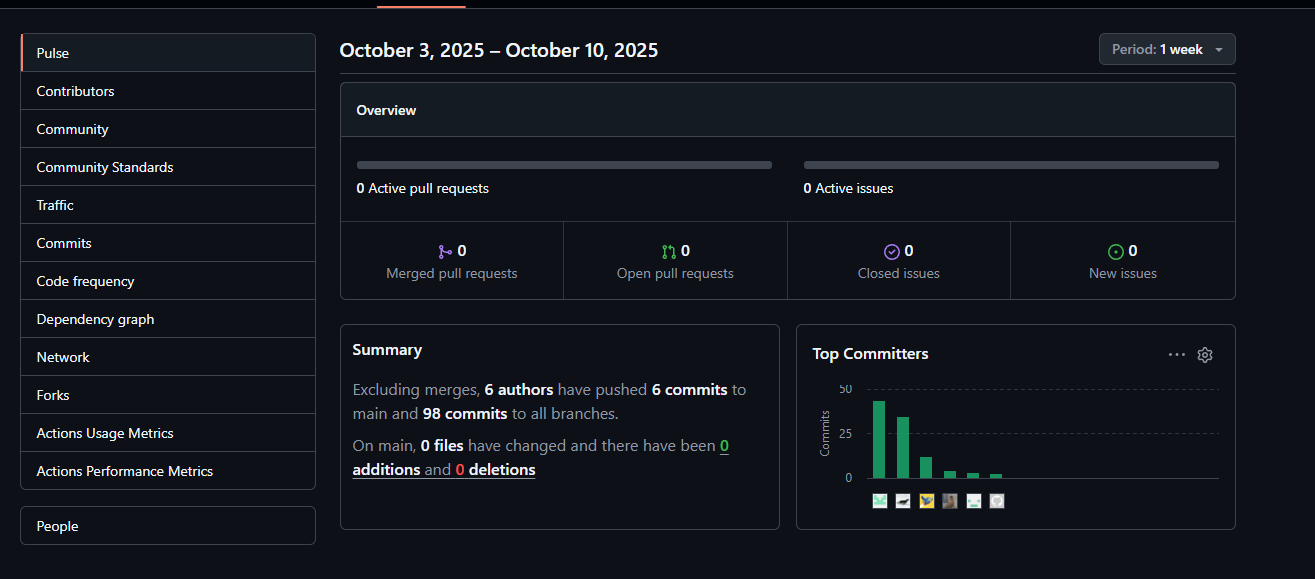 Pulse
Contributors
Community
Community Standards
Traffic
Commits
Code frequency
Dependency graph
Network
Forks
Actions Usage Metrics
Actions Performance Metrics
People
October 3, 2025 – October 10, 2025
Period: 1 week
Overview
0 Active pull requests
0 Active issues
0
Merged pull requests
0
Open pull requests
0
Closed issues
0
New issues
Summary
Excluding merges, 6 authors have pushed 6 commits to
main and 98 commits to all branches.
On main, 0 files have changed and there have been 0
additions and 0 deletions
Top Committers
Commits
50
25
0